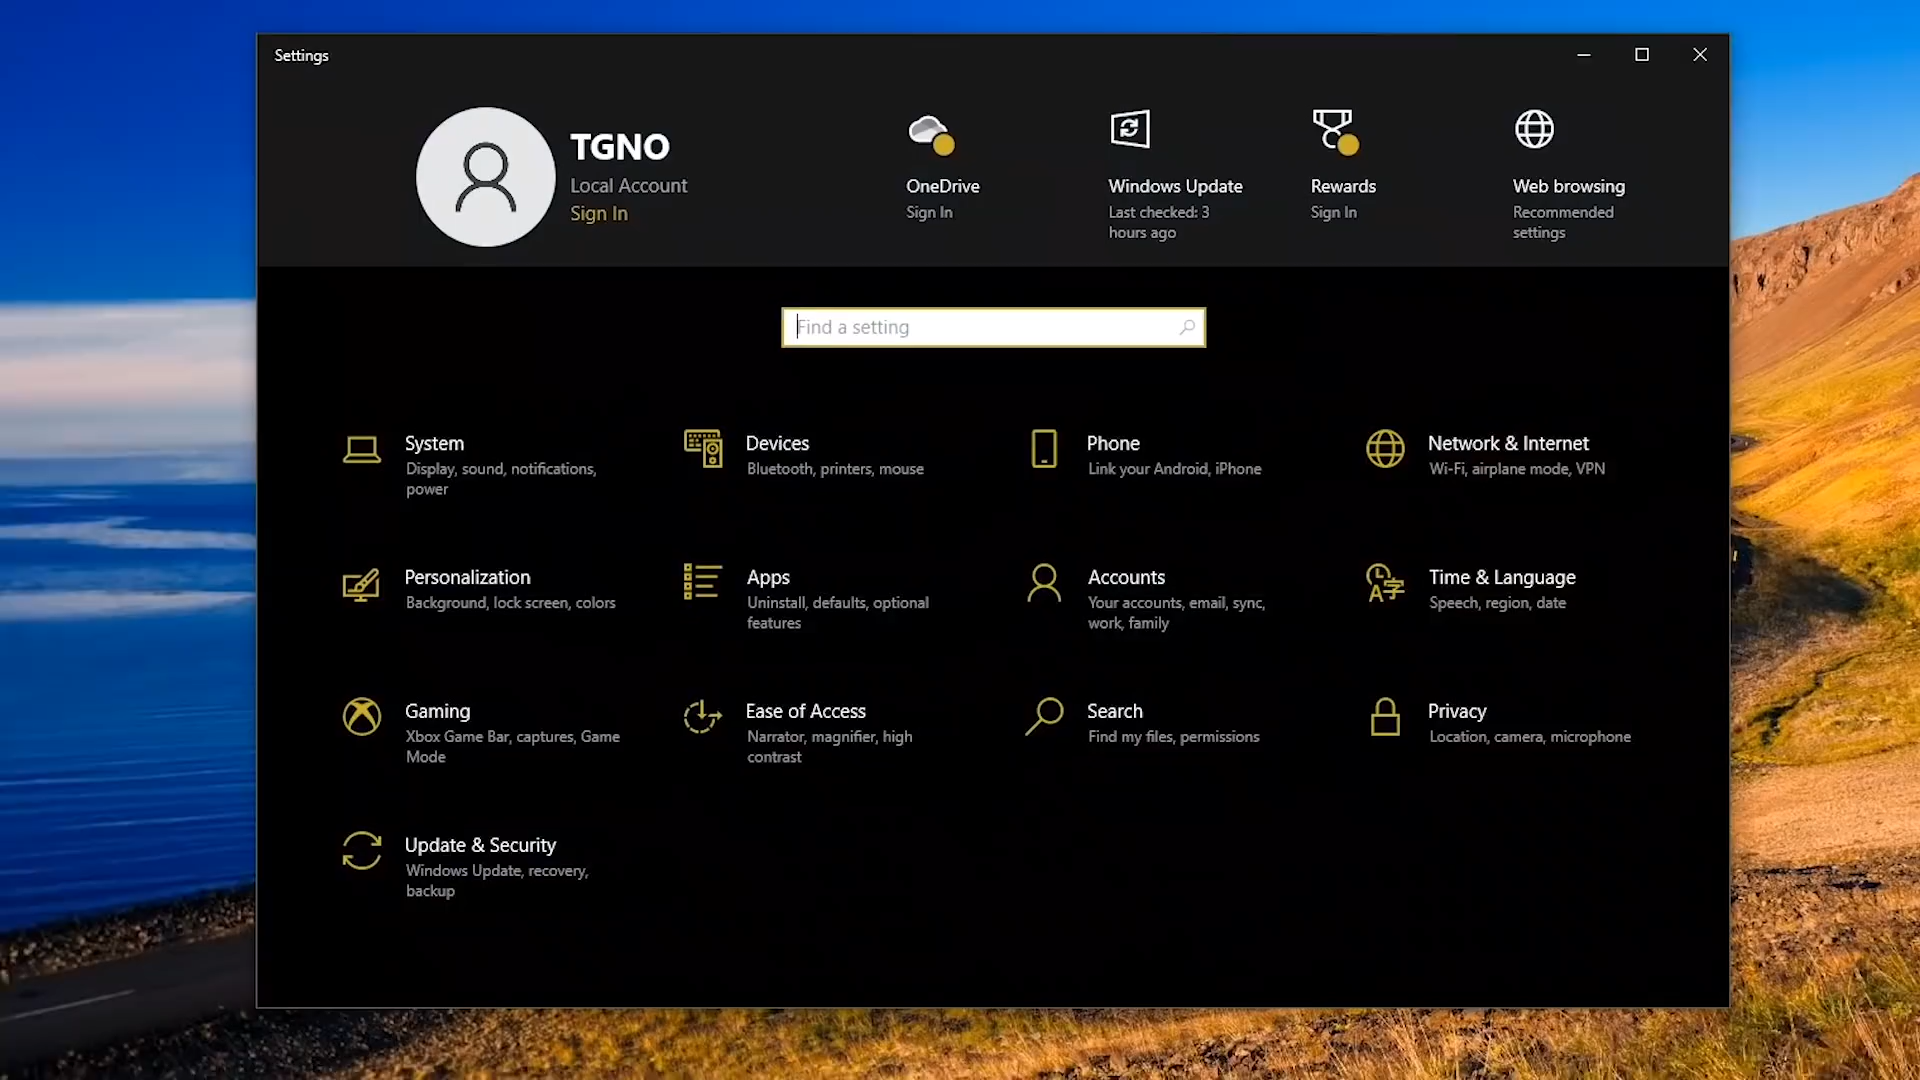 Settings
TGNO
Local Account
Sign In
OneDrive
Sign In
Windows Update
Last checked: 3
hours ago
Rewards
Sign In
Web browsing
Recommended
settings
Find a setting
System
Display, sound, notifications,
power
Devices
Bluetooth, printers, mouse
Phone
Link your Android, iPhone
Network & Internet
Wi-Fi, airplane mode, VPN
Personalization
Background, lock screen, colors
Apps
Uninstall, defaults, optional
features
Accounts
Your accounts, email, sync,
work, family
Time & Language
Speech, region, date
Gaming
Xbox Game Bar, captures, Game
Mode
Ease of Access
Narrator, magnifier, high
contrast
Search
Find my files, permissions
Privacy
Location, camera, microphone
Update & Security
Windows Update, recovery,
backup